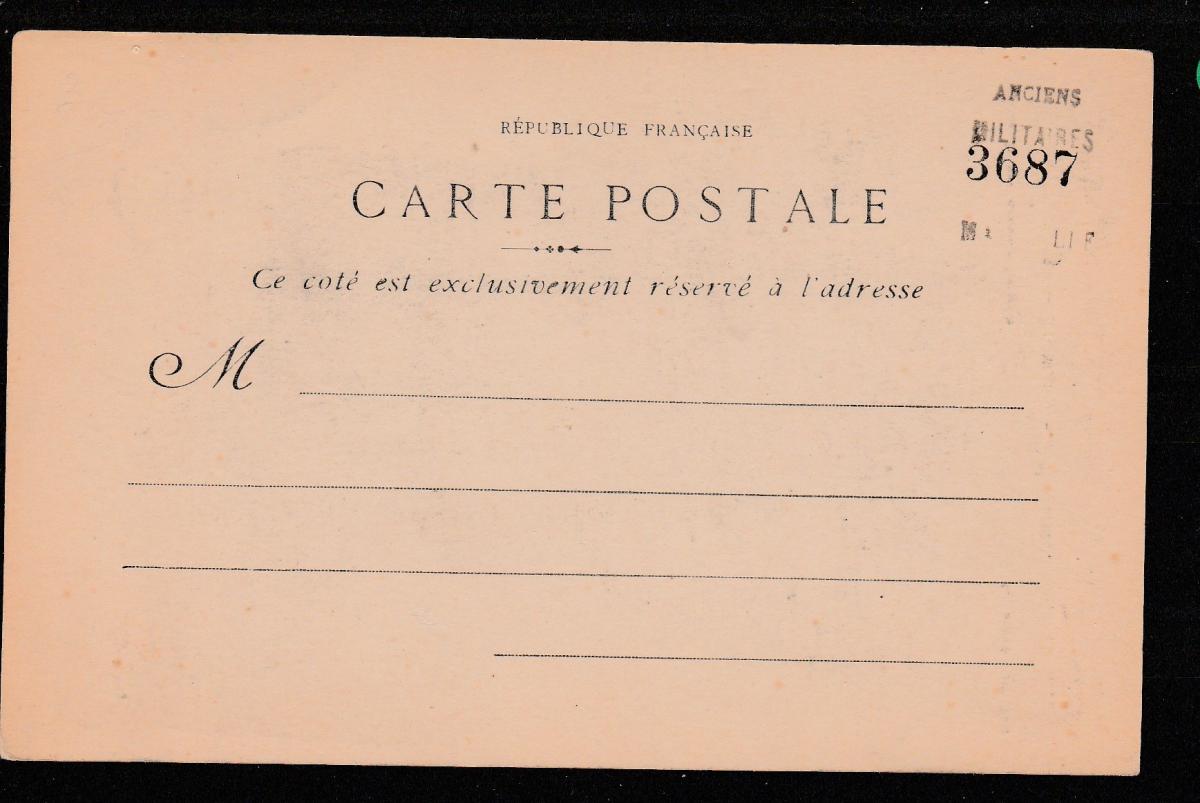 RÉPUBLIQUE FRANÇAISE
CARTE POSTALE
Ce coté est exclusivement réservé à l'adresse
M
ANCIENS
MILITAIRES
3687